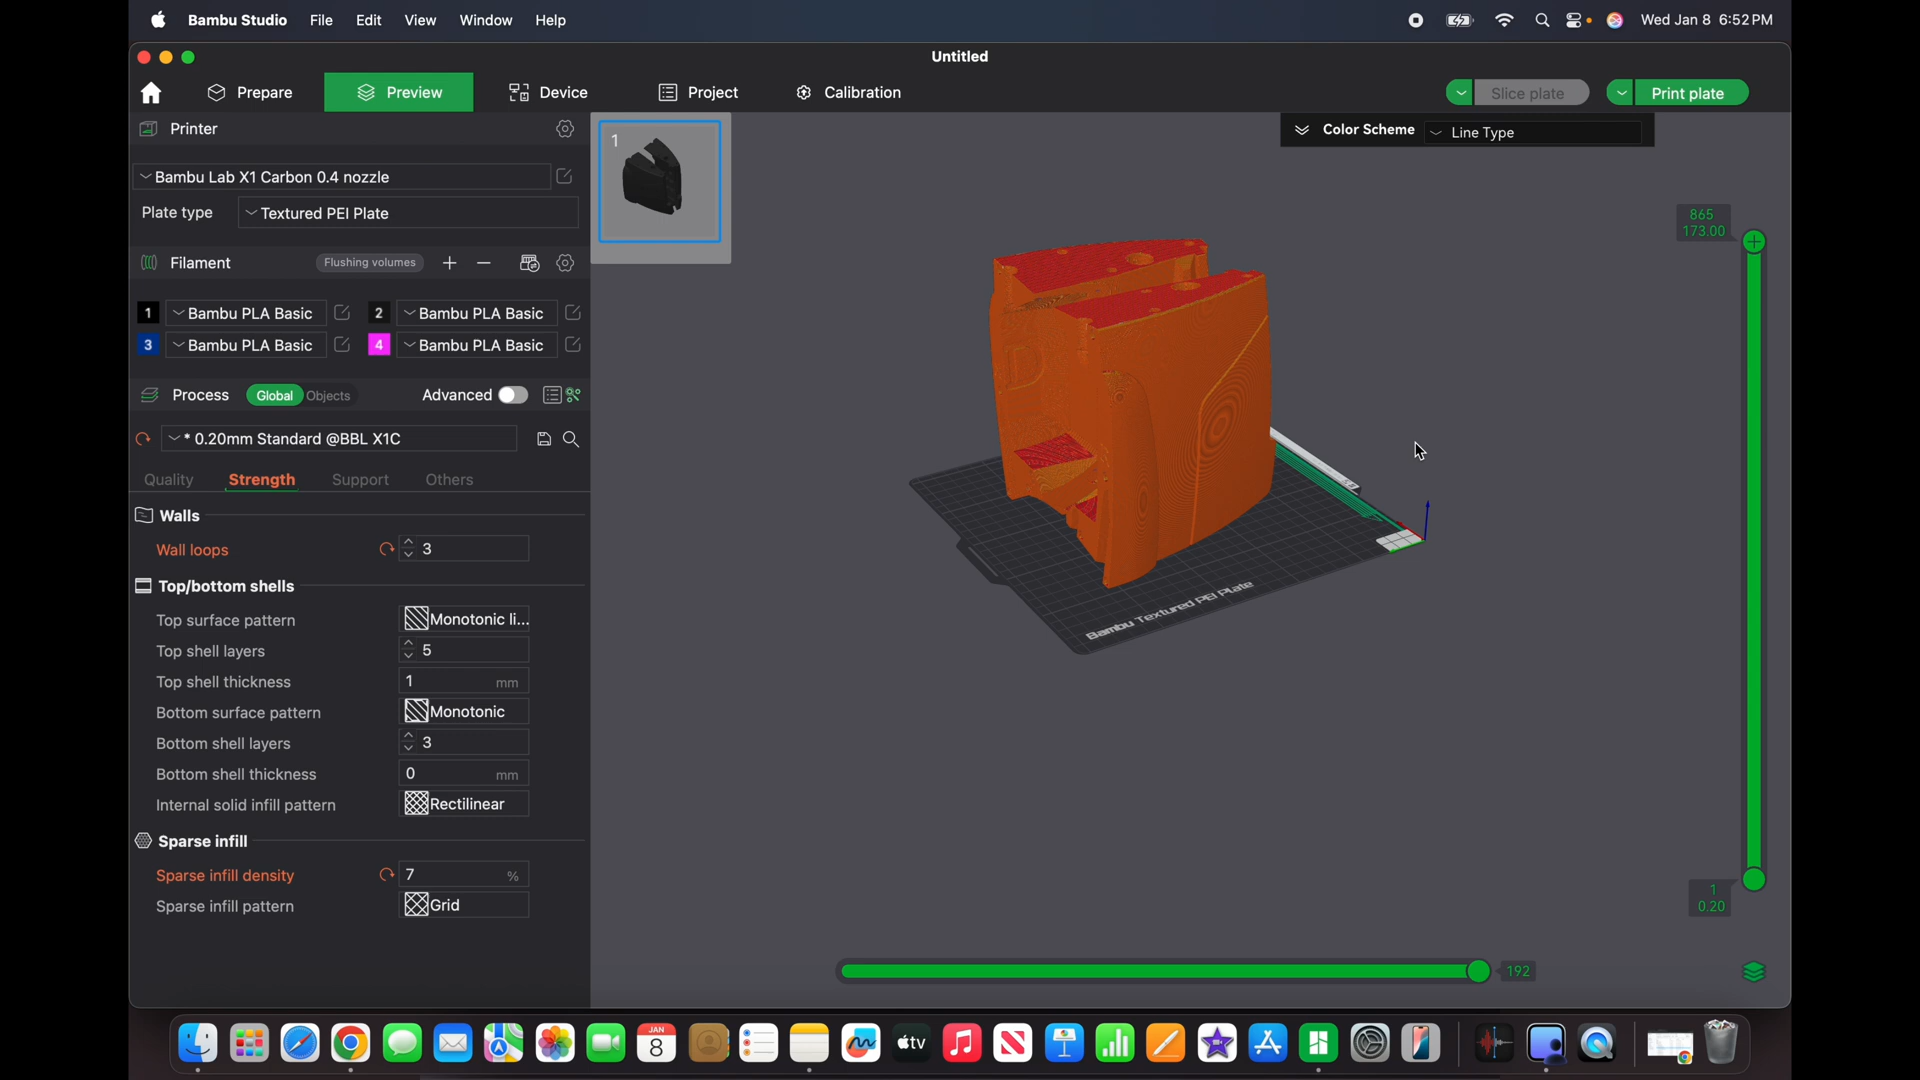 Bambu Studio File Edit View Window Help Wed Jan 8 6:52 PM
Untitled
Prepare Preview Device Project Calibration Slice plate Print plate
Printer
Bambu Lab X1 Carbon 0.4 nozzle
Plate type Textured PEI Plate
Filament Flushing volumes
1 Bambu PLA Basic 2 Bambu PLA Basic
3 Bambu PLA Basic 4 Bambu PLA Basic
Process Global Objects Advanced
* 0.20mm Standard @BBL X1C
Quality Strength Support Others
Walls
Wall loops 3
Top/bottom shells
Top surface pattern Monotonic li...
Top shell layers 5
Top shell thickness 1 mm
Bottom surface pattern Monotonic
Bottom shell layers 3
Bottom shell thickness 0 mm
Internal solid infill pattern Rectilinear
Sparse infill
Sparse infill density 7 %
Sparse infill pattern Grid
1
Color Scheme Line Type
865
173.00
Bambu Textured PEI Plate
1
0.20
192
JAN
8
tv